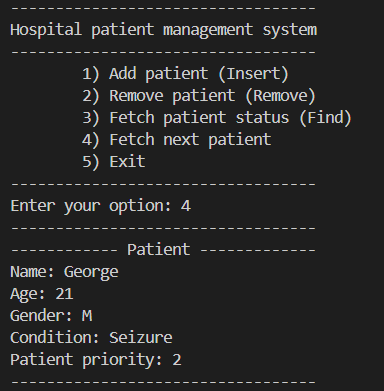 ----------------------------------
Hospital patient management system
----------------------------------
        1) Add patient (Insert)
        2) Remove patient (Remove)
        3) Fetch patient status (Find)
        4) Fetch next patient
        5) Exit
----------------------------------
Enter your option: 4
----------------------------------
------------ Patient -------------
Name: George
Age: 21
Gender: M
Condition: Seizure
Patient priority: 2
----------------------------------